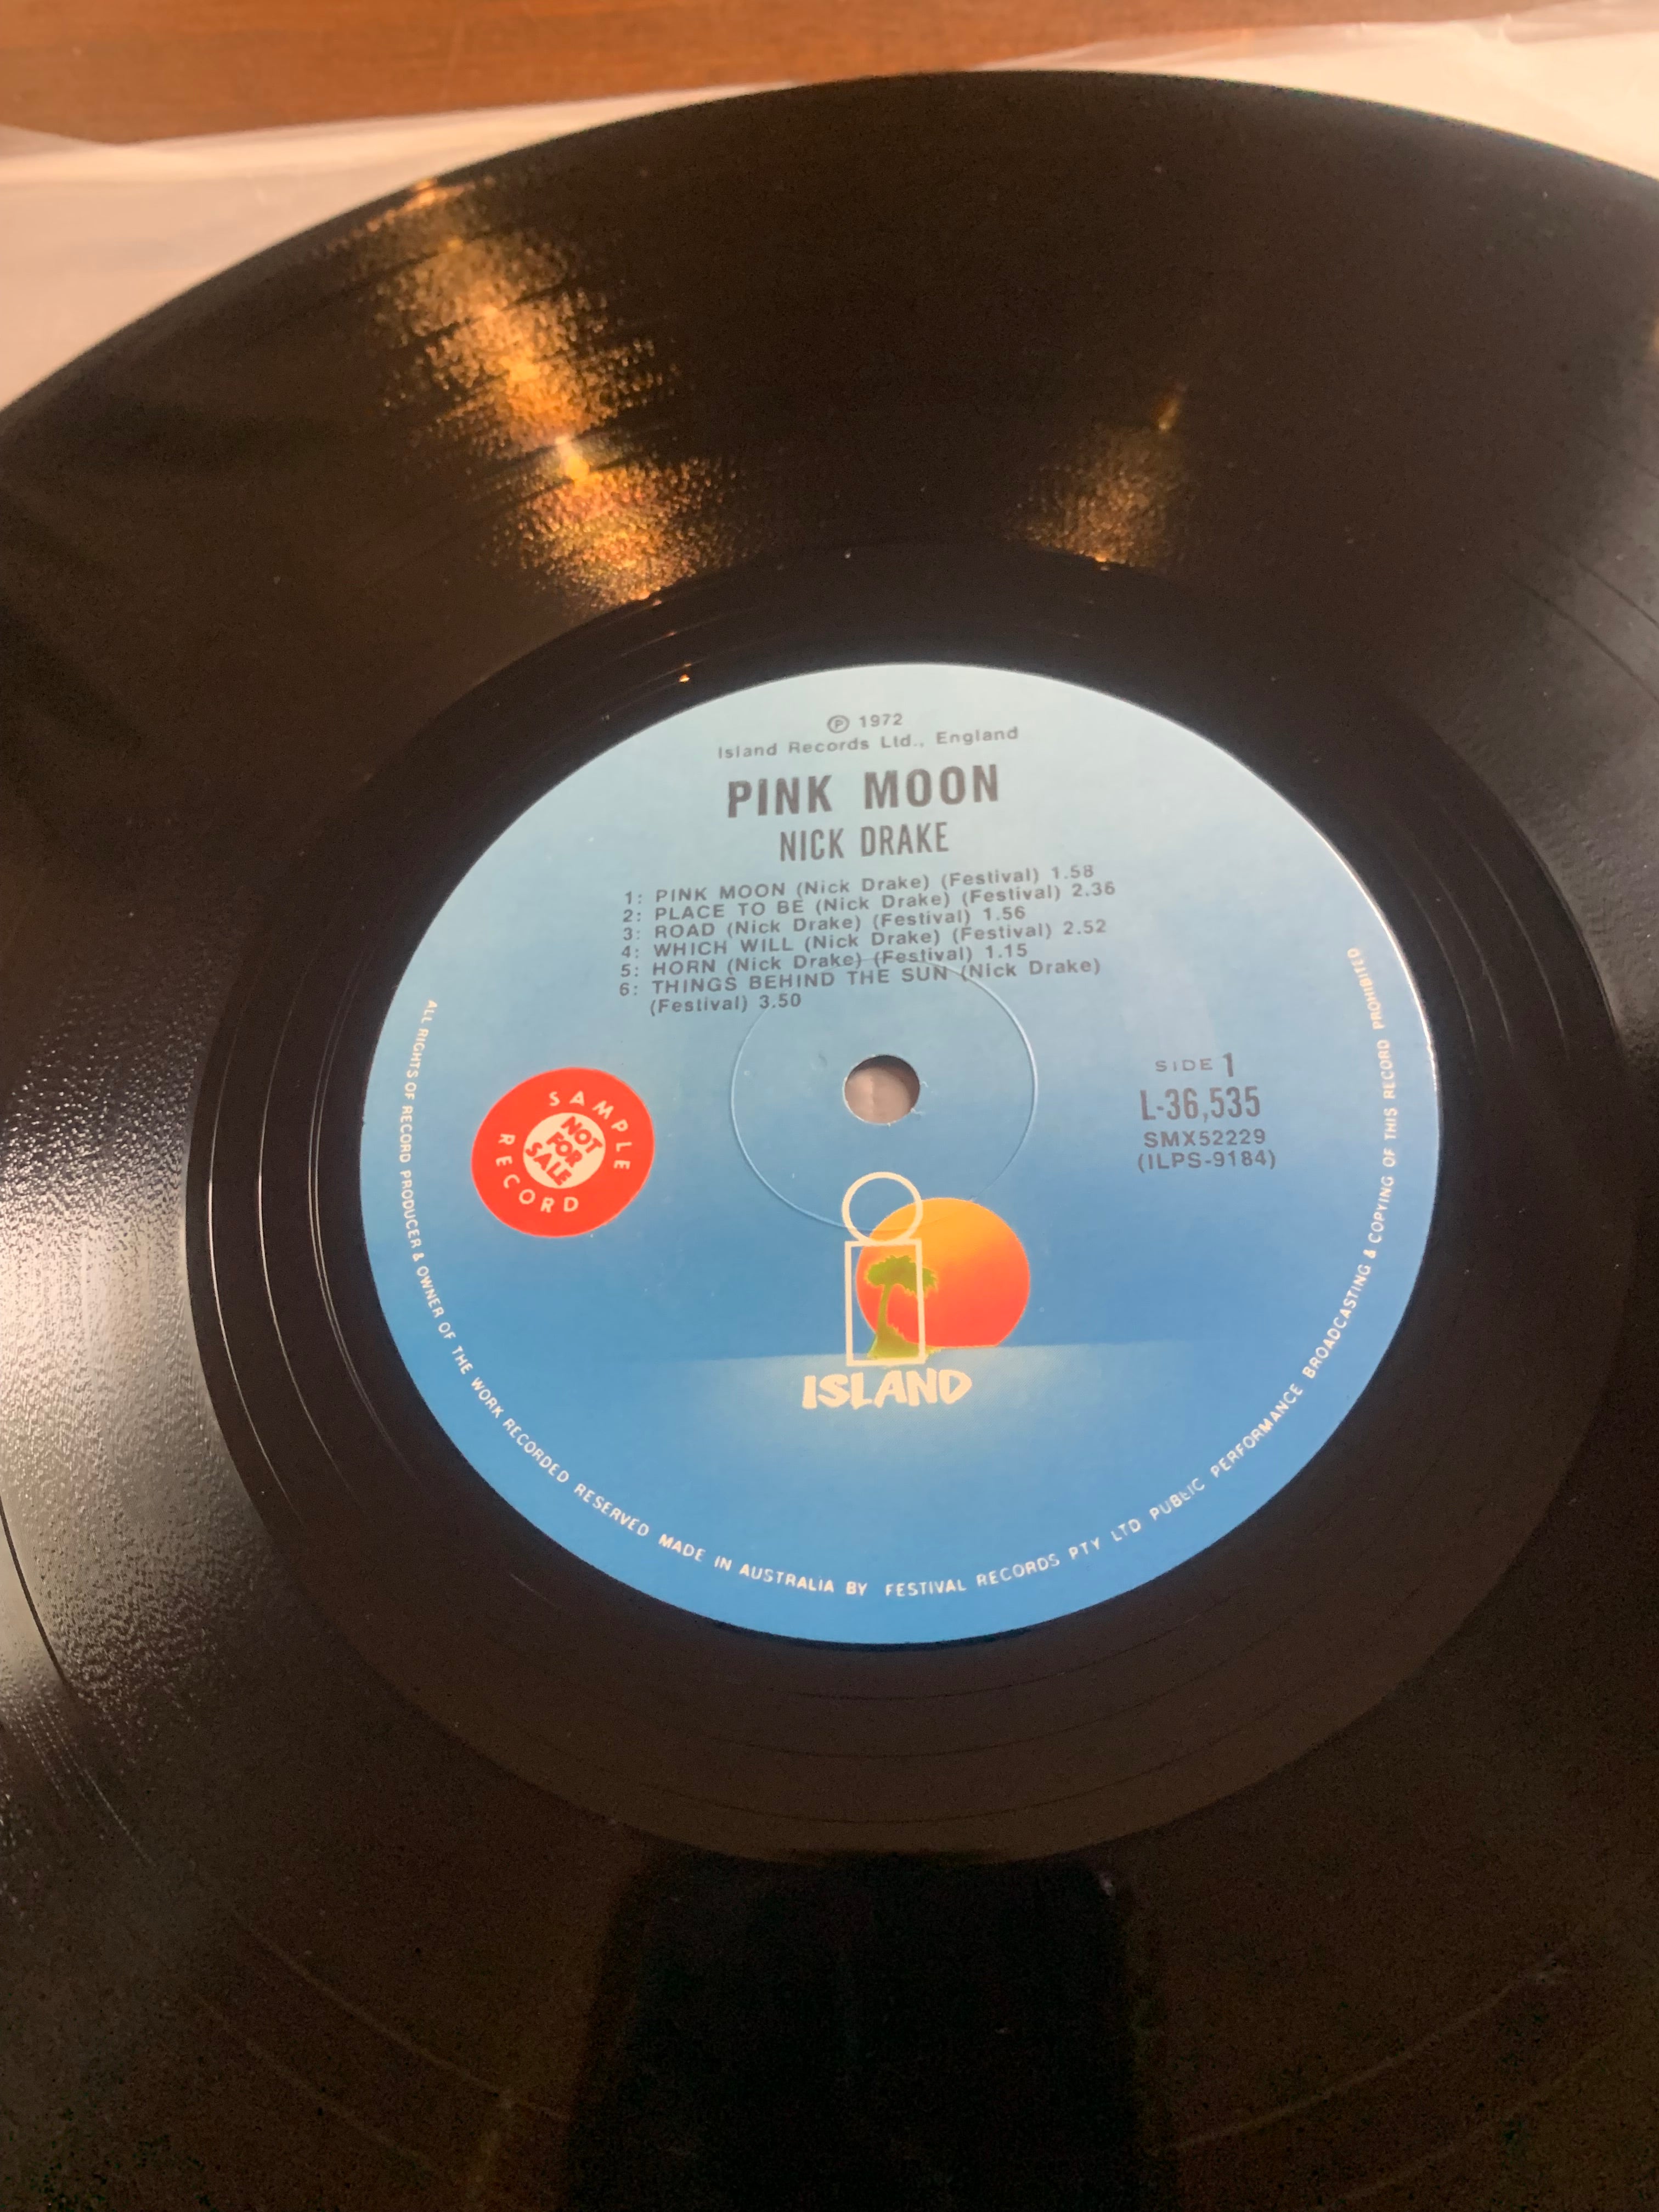 ℗ 1972
Island Records Ltd., England
PINK MOON
NICK DRAKE
1: PINK MOON (Nick Drake) (Festival) 1.58
2: PLACE TO BE (Nick Drake) (Festival) 2.36
3: ROAD (Nick Drake) (Festival) 1.56
4: WHICH WILL (Nick Drake) (Festival) 2.52
5: HORN (Nick Drake) (Festival) 1.15
6: THINGS BEHIND THE SUN (Nick Drake)
(Festival) 3.50
SAMPLE
NOT
FOR
SALE
RECORD
SIDE 1
L-36,535
SMX52229
(ILPS-9184)
ISLAND
ALL RIGHTS OF RECORD PRODUCER & OWNER OF THE WORK RECORDED RESERVED MADE IN AUSTRALIA BY FESTIVAL RECORDS PTY LTD PUBLIC PERFORMANCE BROADCASTING & COPYING OF THIS RECORD PROHIBITED